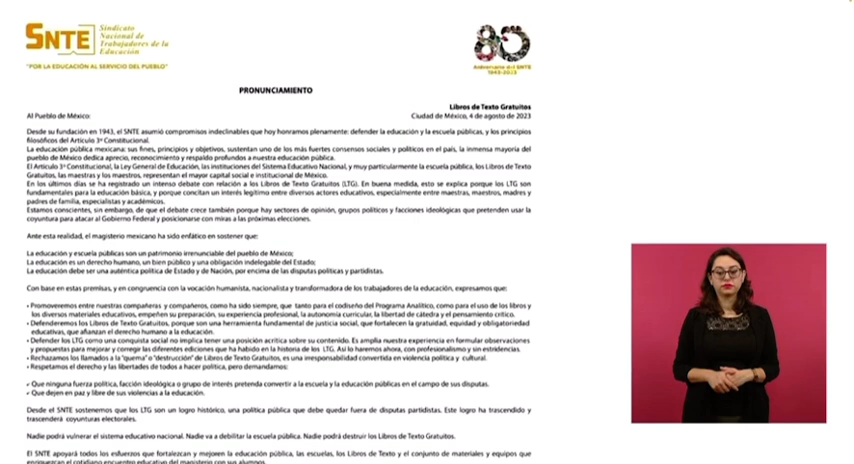 SNTE
Sindicato
Nacional de
Trabajadores de la
Educación
"POR LA EDUCACIÓN AL SERVICIO DEL PUEBLO"
80
Aniversario del SNTE
1943-2023
PRONUNCIAMIENTO
Libros de Texto Gratuitos
Al Pueblo de México:
Ciudad de México, 4 de agosto de 2023
Desde su fundación en 1943, el SNTE asumió compromisos indeclinables que hoy honramos plenamente: defender la educación y la escuela públicas, y los principios
filosóficos del Artículo 3º Constitucional.
La educación pública mexicana: sus fines, principios y objetivos, sustentan uno de los más fuertes consensos sociales y políticos en el país, la inmensa mayoría del
pueblo de México dedica aprecio, reconocimiento y respaldo profundos a nuestra educación pública.
El Artículo 3º Constitucional, la Ley General de Educación, las instituciones del Sistema Educativo Nacional, y muy particularmente la escuela pública, los Libros de Texto
Gratuitos, las maestras y los maestros, representan el mayor capital social e institucional de México.
En los últimos días se ha registrado un intenso debate con relación a los Libros de Texto Gratuitos (LTG). En buena medida, esto se explica porque los LTG son
fundamentales para la educación básica, y porque concitan un interés legítimo entre diversos actores educativos, especialmente entre maestras, maestros, madres y
padres de familia, especialistas y académicos.
Estamos conscientes, sin embargo, de que el debate crece también porque hay sectores de opinión, grupos políticos y facciones ideológicas que pretenden usar la
coyuntura para atacar al Gobierno Federal y posicionarse con miras a las próximas elecciones.
Ante esta realidad, el magisterio mexicano ha sido enfático en sostener que:
La educación y escuela públicas son un patrimonio irrenunciable del pueblo de México;
La educación es un derecho humano, un bien público y una obligación indelegable del Estado;
La educación debe ser una auténtica política de Estado y de Nación, por encima de las disputas políticas y partidistas.
Con base en estas premisas, y en congruencia con la vocación humanista, nacionalista y transformadora de los trabajadores de la educación, expresamos que:
• Promoveremos entre nuestras compañeras y compañeros, como ha sido siempre, que tanto para el codiseño del Programa Analítico, como para el uso de los libros y
los diversos materiales educativos, empeñen su preparación, su experiencia profesional, la autonomía curricular, la libertad de cátedra y el pensamiento crítico.
• Defenderemos los Libros de Texto Gratuitos, porque son una herramienta fundamental de justicia social, que fortalecen la gratuidad, equidad y obligatoriedad
educativas, que afianzan el derecho humano a la educación.
• Defender los LTG como una conquista social no implica tener una posición acrítica sobre su contenido. Es amplia nuestra experiencia en formular observaciones
y propuestas para mejorar y corregir las diferentes ediciones que ha habido en la historia de los LTG. Así lo haremos ahora, con profesionalismo y sin estridencias.
• Rechazamos los llamados a la "quema" o "destrucción" de Libros de Texto Gratuitos, es una irresponsabilidad convertida en violencia política y cultural.
• Respetamos el derecho y las libertades de todos a hacer política, pero demandamos:
✓ Que ninguna fuerza política, facción ideológica o grupo de interés pretenda convertir a la escuela y la educación públicas en el campo de sus disputas.
✓ Que dejen en paz y libre de sus violencias a la educación.
Desde el SNTE sostenemos que los LTG son un logro histórico, una política pública que debe quedar fuera de disputas partidistas. Este logro ha trascendido y
trascenderá coyunturas electorales.
Nadie podrá vulnerar el sistema educativo nacional. Nadie va a debilitar la escuela pública. Nadie podrá destruir los Libros de Texto Gratuitos.
El SNTE apoyará todos los esfuerzos que fortalezcan y mejoren la educación pública, las escuelas, los Libros de Texto y el conjunto de materiales y equipos que
enriquezcan el cotidiano encuentro educativo del magisterio con sus alumnos.